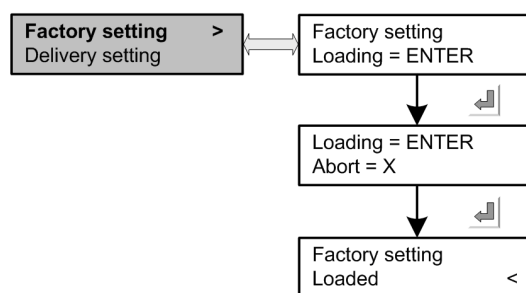 Factory setting >
Delivery setting
Factory setting
Loading = ENTER
Loading = ENTER
Abort = X
Factory setting
Loaded <